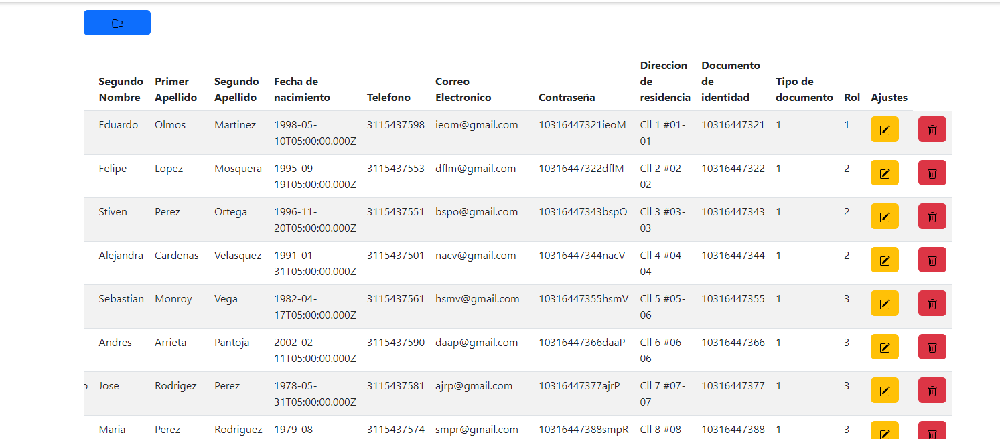 Segundo Nombre Primer Apellido Segundo Apellido Fecha de nacimiento Telefono Correo Electronico Contraseña Direccion de residencia Documento de identidad Tipo de documento Rol Ajustes
Eduardo Olmos Martinez 1998-05-10T05:00:00.000Z 3115437598 ieom@gmail.com 10316447321ieoM Cll 1 #01-01 10316447321 1 1
Felipe Lopez Mosquera 1995-09-19T05:00:00.000Z 3115437553 dflm@gmail.com 10316447322dflM Cll 2 #02-02 10316447322 1 2
Stiven Perez Ortega 1996-11-20T05:00:00.000Z 3115437551 bspo@gmail.com 10316447343bspO Cll 3 #03-03 10316447343 1 2
Alejandra Cardenas Velasquez 1991-01-31T05:00:00.000Z 3115437501 nacv@gmail.com 10316447344nacV Cll 4 #04-04 10316447344 1 2
Sebastian Monroy Vega 1982-04-17T05:00:00.000Z 3115437561 hsmv@gmail.com 10316447355hsmV Cll 5 #05-06 10316447355 1 3
Andres Arrieta Pantoja 2002-02-11T05:00:00.000Z 3115437590 daap@gmail.com 10316447366daaP Cll 6 #06-06 10316447366 1 3
o Jose Rodrigez Perez 1978-05-31T05:00:00.000Z 3115437581 ajrp@gmail.com 10316447377ajrP Cll 7 #07-07 10316447377 1 3
Maria Perez Rodriguez 1979-08- 3115437574 smpr@gmail.com 10316447388smpR Cll 8 #08- 10316447388 1 3